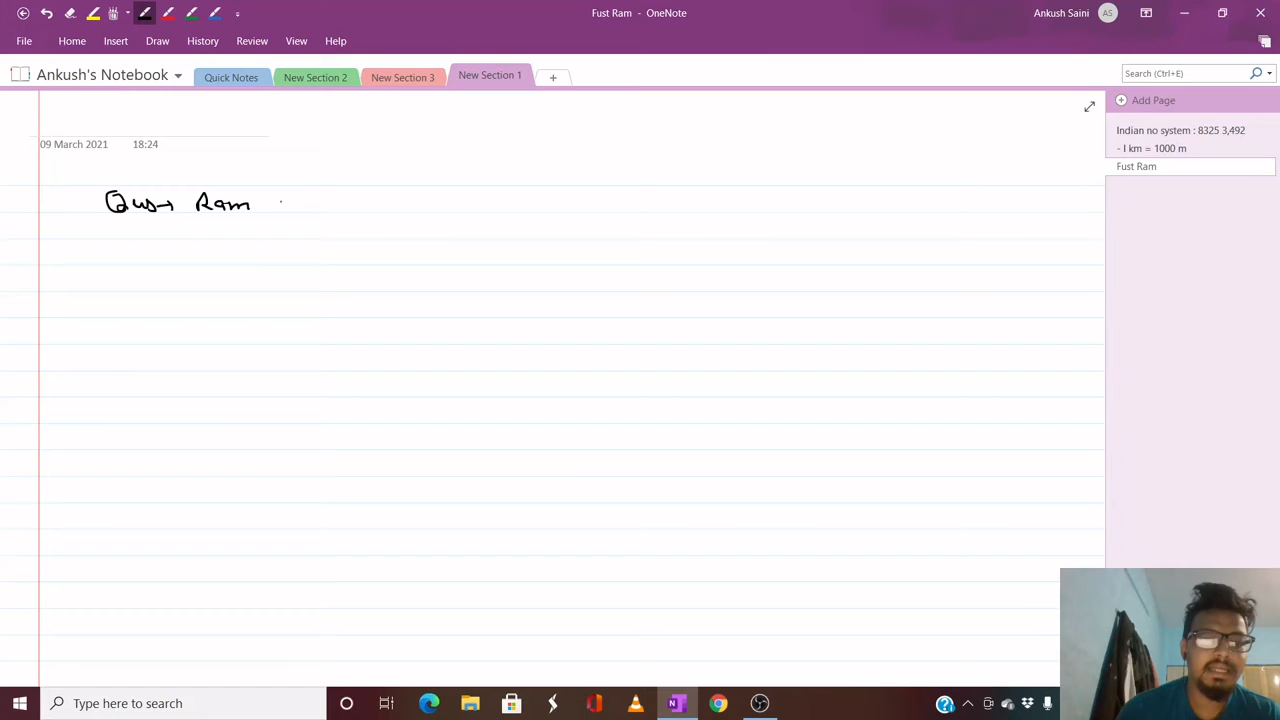 Fust Ram - OneNote
Ankush Saini AS
File Home Insert Draw History Review View Help
Ankush's Notebook Quick Notes New Section 2 New Section 3 New Section 1
Search (Ctrl+E)
Add Page
09 March 2021 18:24
Indian no system : 8325 3,492
- I km = 1000 m
Fust Ram
Ques→ Ram
Type here to search